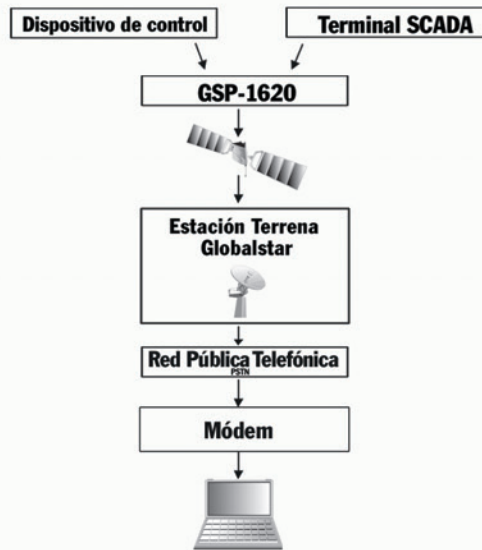 Dispositivo de control
Terminal SCADA
GSP-1620
Estación Terrena
Globalstar
Red Pública Telefónica
PSTN
Módem